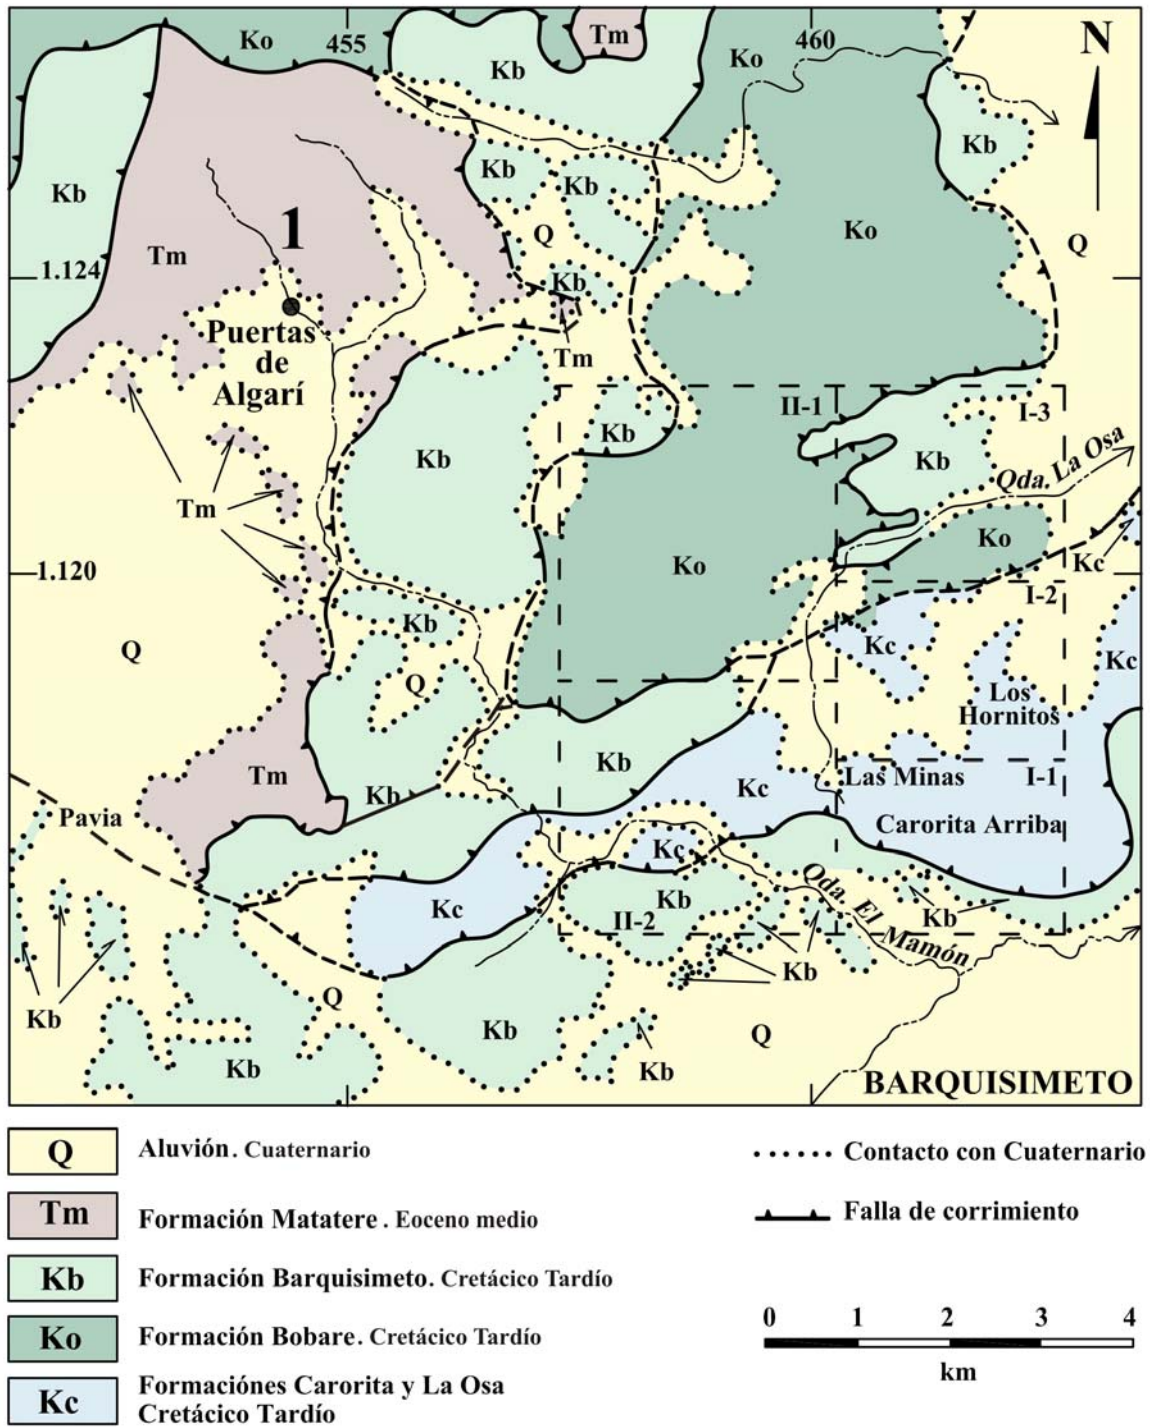 Ko
455
Tm
460
Ko
N
Kb
Kb
Kb
Kb
Kb
Tm
1
Q
Ko
Q
1.124
Kb
Puertas
de
Algarí
Tm
II-1
I-3
Kb
Kb
Kb
Qda. La Osa
Tm
Ko
1.120
Ko
Kc
I-2
Kb
Q
Kc
Kc
Q
Los
Hornitos
Tm
Kb
Las Minas
I-1
Kb
Kc
Pavia
Carorita Arriba
Kc
Kc
Kb
II-2
Qda. El
Mamón
Kb
Kb
Q
Kb
Kb
Q
Kb
Kb
BARQUISIMETO
Q
Aluvión. Cuaternario
Contacto con Cuaternario
Tm
Formación Matatere. Eoceno medio
Falla de corrimiento
Kb
Formación Barquisimeto. Cretácico Tardío
Ko
Formación Bobare. Cretácico Tardío
0 1 2 3 4
km
Kc
Formaciónes Carorita y La Osa
Cretácico Tardío